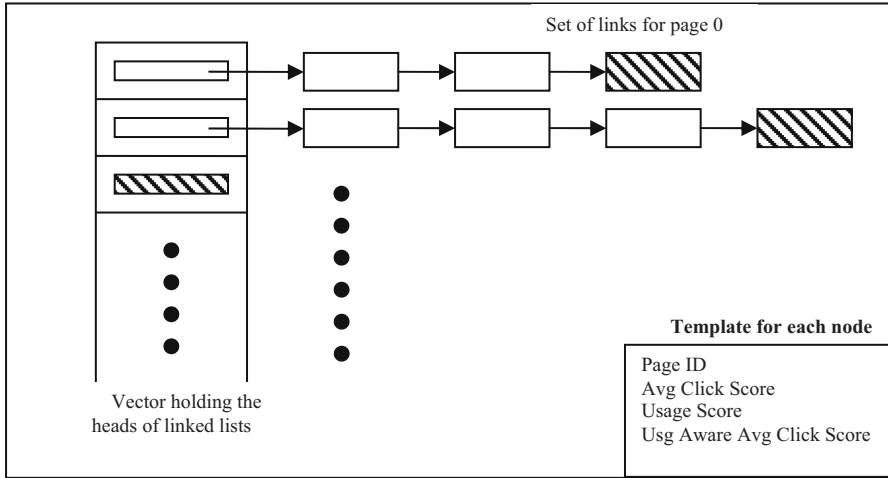 Set of links for page 0
Template for each node
Page ID
Avg Click Score
Usage Score
Usg Aware Avg Click Score
Vector holding the
heads of linked lists